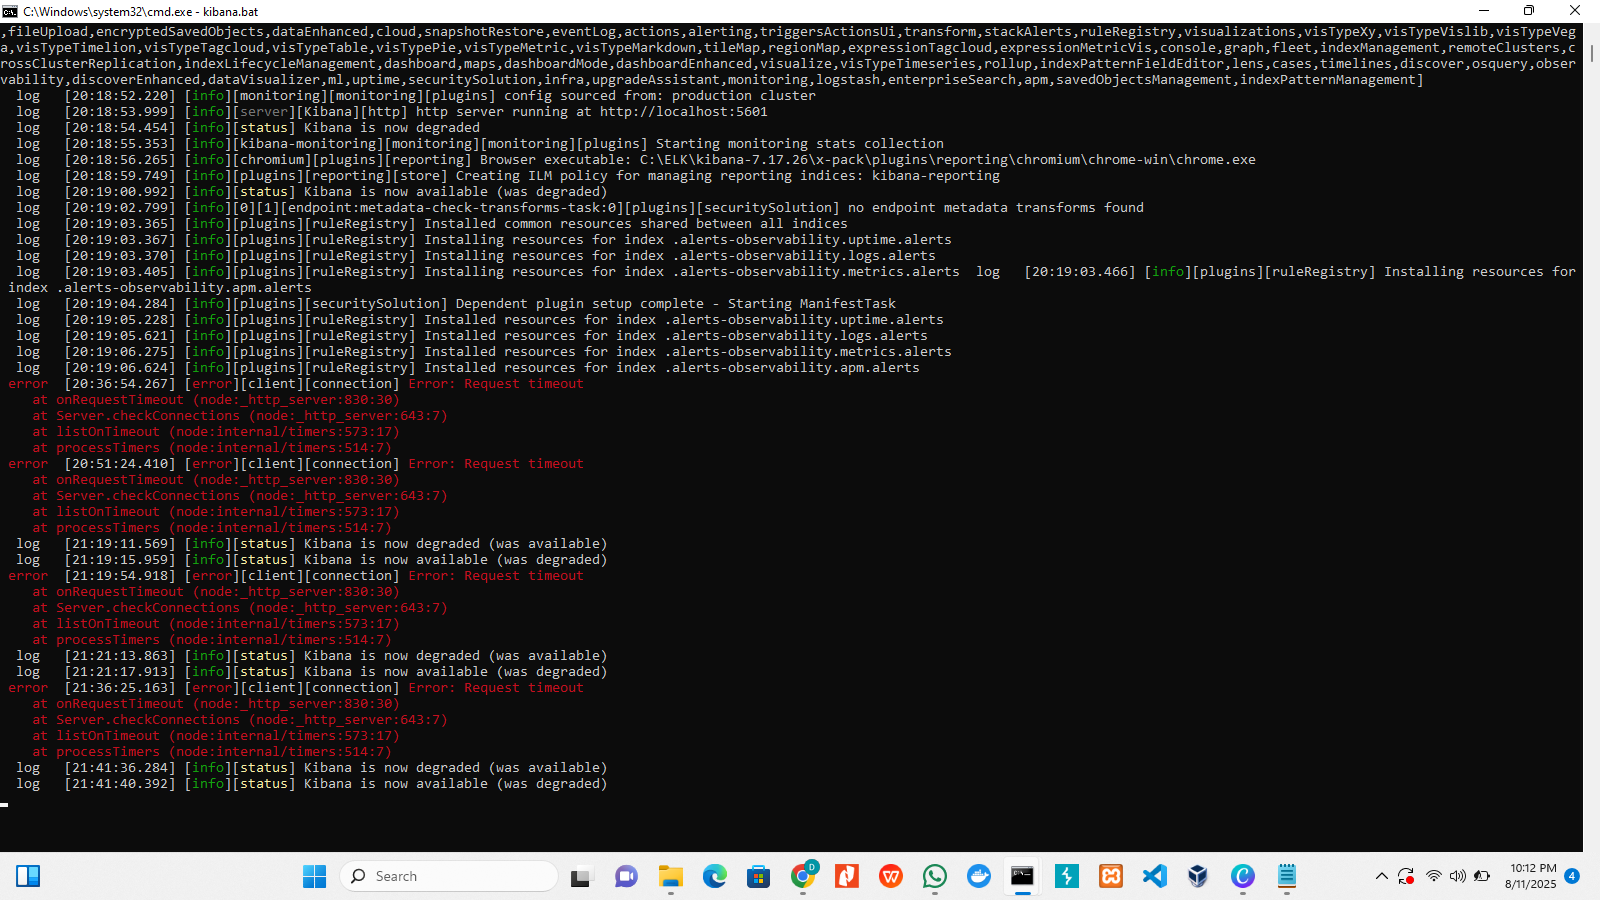 C:\Windows\system32\cmd.exe - kibana.bat
,fileUpload,encryptedSavedObjects,dataEnhanced,cloud,snapshotRestore,eventLog,actions,alerting,triggersActionsUi,transform,stackAlerts,ruleRegistry,visualizations,visTypeXy,visTypeVislib,visTypeVeg
a,visTypeTimelion,visTypeTagcloud,visTypeTable,visTypePie,visTypeMetric,visTypeMarkdown,tileMap,regionMap,expressionTagcloud,expressionMetricVis,console,graph,fleet,indexManagement,remoteClusters,c
rossClusterReplication,indexLifecycleManagement,dashboard,maps,dashboardMode,dashboardEnhanced,visualize,visTypeTimeseries,rollup,indexPatternFieldEditor,lens,cases,timelines,discover,osquery,obser
vability,discoverEnhanced,dataVisualizer,ml,uptime,securitySolution,infra,upgradeAssistant,monitoring,logstash,enterpriseSearch,apm,savedObjectsManagement,indexPatternManagement]
log [20:18:52.220] [info][monitoring][monitoring][plugins] config sourced from: production cluster
log [20:18:53.999] [info][server][Kibana][http] http server running at http://localhost:5601
log [20:18:54.454] [info][status] Kibana is now degraded
log [20:18:55.353] [info][kibana-monitoring][monitoring][monitoring][plugins] Starting monitoring stats collection
log [20:18:56.265] [info][chromium][plugins][reporting] Browser executable: C:\ELK\kibana-7.17.26\x-pack\plugins\reporting\chromium\chrome-win\chrome.exe
log [20:18:59.749] [info][plugins][reporting][store] Creating ILM policy for managing reporting indices: kibana-reporting
log [20:19:00.992] [info][status] Kibana is now available (was degraded)
log [20:19:02.799] [info][0][1][endpoint:metadata-check-transforms-task:0][plugins][securitySolution] no endpoint metadata transforms found
log [20:19:03.365] [info][plugins][ruleRegistry] Installed common resources shared between all indices
log [20:19:03.367] [info][plugins][ruleRegistry] Installing resources for index .alerts-observability.uptime.alerts
log [20:19:03.370] [info][plugins][ruleRegistry] Installing resources for index .alerts-observability.logs.alerts
log [20:19:03.405] [info][plugins][ruleRegistry] Installing resources for index .alerts-observability.metrics.alerts log [20:19:03.466] [info][plugins][ruleRegistry] Installing resources for
index .alerts-observability.apm.alerts
log [20:19:04.284] [info][plugins][securitySolution] Dependent plugin setup complete - Starting ManifestTask
log [20:19:05.228] [info][plugins][ruleRegistry] Installed resources for index .alerts-observability.uptime.alerts
log [20:19:05.621] [info][plugins][ruleRegistry] Installed resources for index .alerts-observability.logs.alerts
log [20:19:06.275] [info][plugins][ruleRegistry] Installed resources for index .alerts-observability.metrics.alerts
log [20:19:06.624] [info][plugins][ruleRegistry] Installed resources for index .alerts-observability.apm.alerts
error [20:36:54.267] [error][client][connection] Error: Request timeout
at onRequestTimeout (node:_http_server:830:30)
at Server.checkConnections (node:_http_server:643:7)
at listOnTimeout (node:internal/timers:573:17)
at processTimers (node:internal/timers:514:7)
error [20:51:24.410] [error][client][connection] Error: Request timeout
at onRequestTimeout (node:_http_server:830:30)
at Server.checkConnections (node:_http_server:643:7)
at listOnTimeout (node:internal/timers:573:17)
at processTimers (node:internal/timers:514:7)
log [21:19:11.569] [info][status] Kibana is now degraded (was available)
log [21:19:15.959] [info][status] Kibana is now available (was degraded)
error [21:19:54.918] [error][client][connection] Error: Request timeout
at onRequestTimeout (node:_http_server:830:30)
at Server.checkConnections (node:_http_server:643:7)
at listOnTimeout (node:internal/timers:573:17)
at processTimers (node:internal/timers:514:7)
log [21:21:13.863] [info][status] Kibana is now degraded (was available)
log [21:21:17.913] [info][status] Kibana is now available (was degraded)
error [21:36:25.163] [error][client][connection] Error: Request timeout
at onRequestTimeout (node:_http_server:830:30)
at Server.checkConnections (node:_http_server:643:7)
at listOnTimeout (node:internal/timers:573:17)
at processTimers (node:internal/timers:514:7)
log [21:41:36.284] [info][status] Kibana is now degraded (was available)
log [21:41:40.392] [info][status] Kibana is now available (was degraded)
Search
10:12 PM
8/11/2025
4